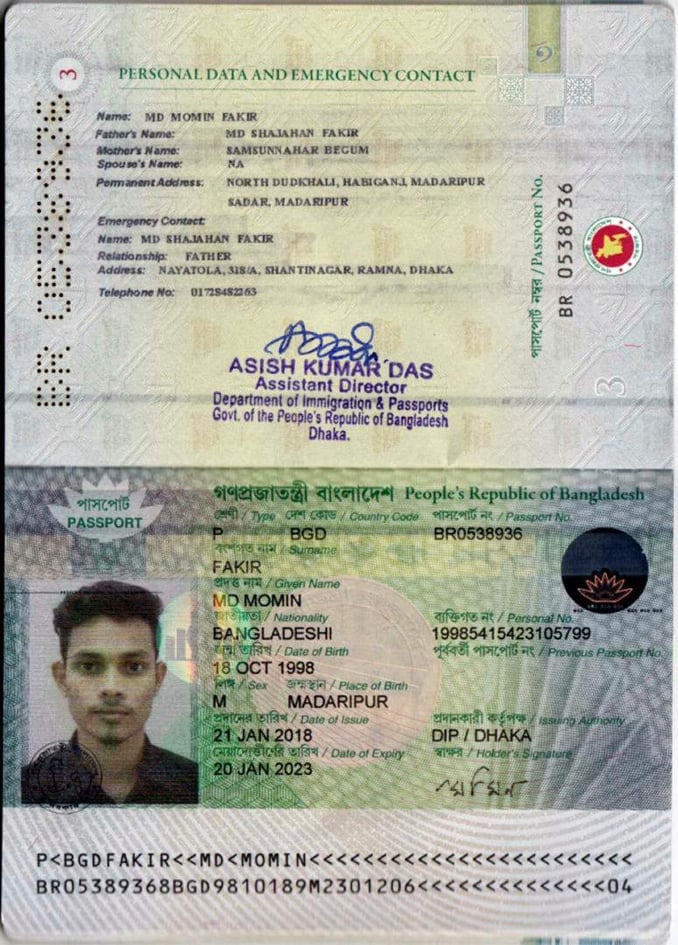 3
PERSONAL DATA AND EMERGENCY CONTACT
Name: MD MOMIN FAKIR
Father's Name: MD SHAJAHAN FAKIR
Mother's Name: SAMSUNNAHAR BEGUM
Spouse's Name: NA
Permanent Address: NORTH DUDKHALI, HABIGANJ, MADARIPUR
SADAR, MADARIPUR
Emergency Contact:
Name: MD SHAJAHAN FAKIR
Relationship: FATHER
Address: NAYATOLA, 318/A, SHANTINAGAR, RAMNA, DHAKA
Telephone No: 01728482263
BR 0538936
পাসপোর্ট নম্বর / PASSPORT No.
BR 0538936
3
ASISH KUMAR DAS
Assistant Director
Department of Immigration & Passports
Govt. of the People's Republic of Bangladesh
Dhaka.
গণপ্রজাতন্ত্রী বাংলাদেশ People's Republic of Bangladesh
পাসপোর্ট
PASSPORT
শ্রেণী / Type দেশ কোড / Country Code পাসপোর্ট নং / Passport No.
P BGD BR0538936
বংশগত নাম / Surname
FAKIR
প্রদত্ত নাম / Given Name
MD MOMIN
জাতীয়তা / Nationality ব্যক্তিগত নং / Personal No.
BANGLADESHI 19985415423105799
জন্ম তারিখ / Date of Birth পূর্ববর্তী পাসপোর্ট নং / Previous Passport No.
18 OCT 1998
লিঙ্গ / Sex জন্মস্থান / Place of Birth
M MADARIPUR
প্রদানের তারিখ / Date of Issue প্রদানকারী কর্তৃপক্ষ / Issuing Authority
21 JAN 2018 DIP / DHAKA
মেয়াদোত্তীর্ণের তারিখ / Date of Expiry স্বাক্ষর / Holder's Signature
20 JAN 2023 মোমিন
P<BGDFAKIR<<MD<MOMIN<<<<<<<<<<<<<<<<<<<<<<<<
BR05389368BGD9810189M2301206<<<<<<<<<<<<<<04